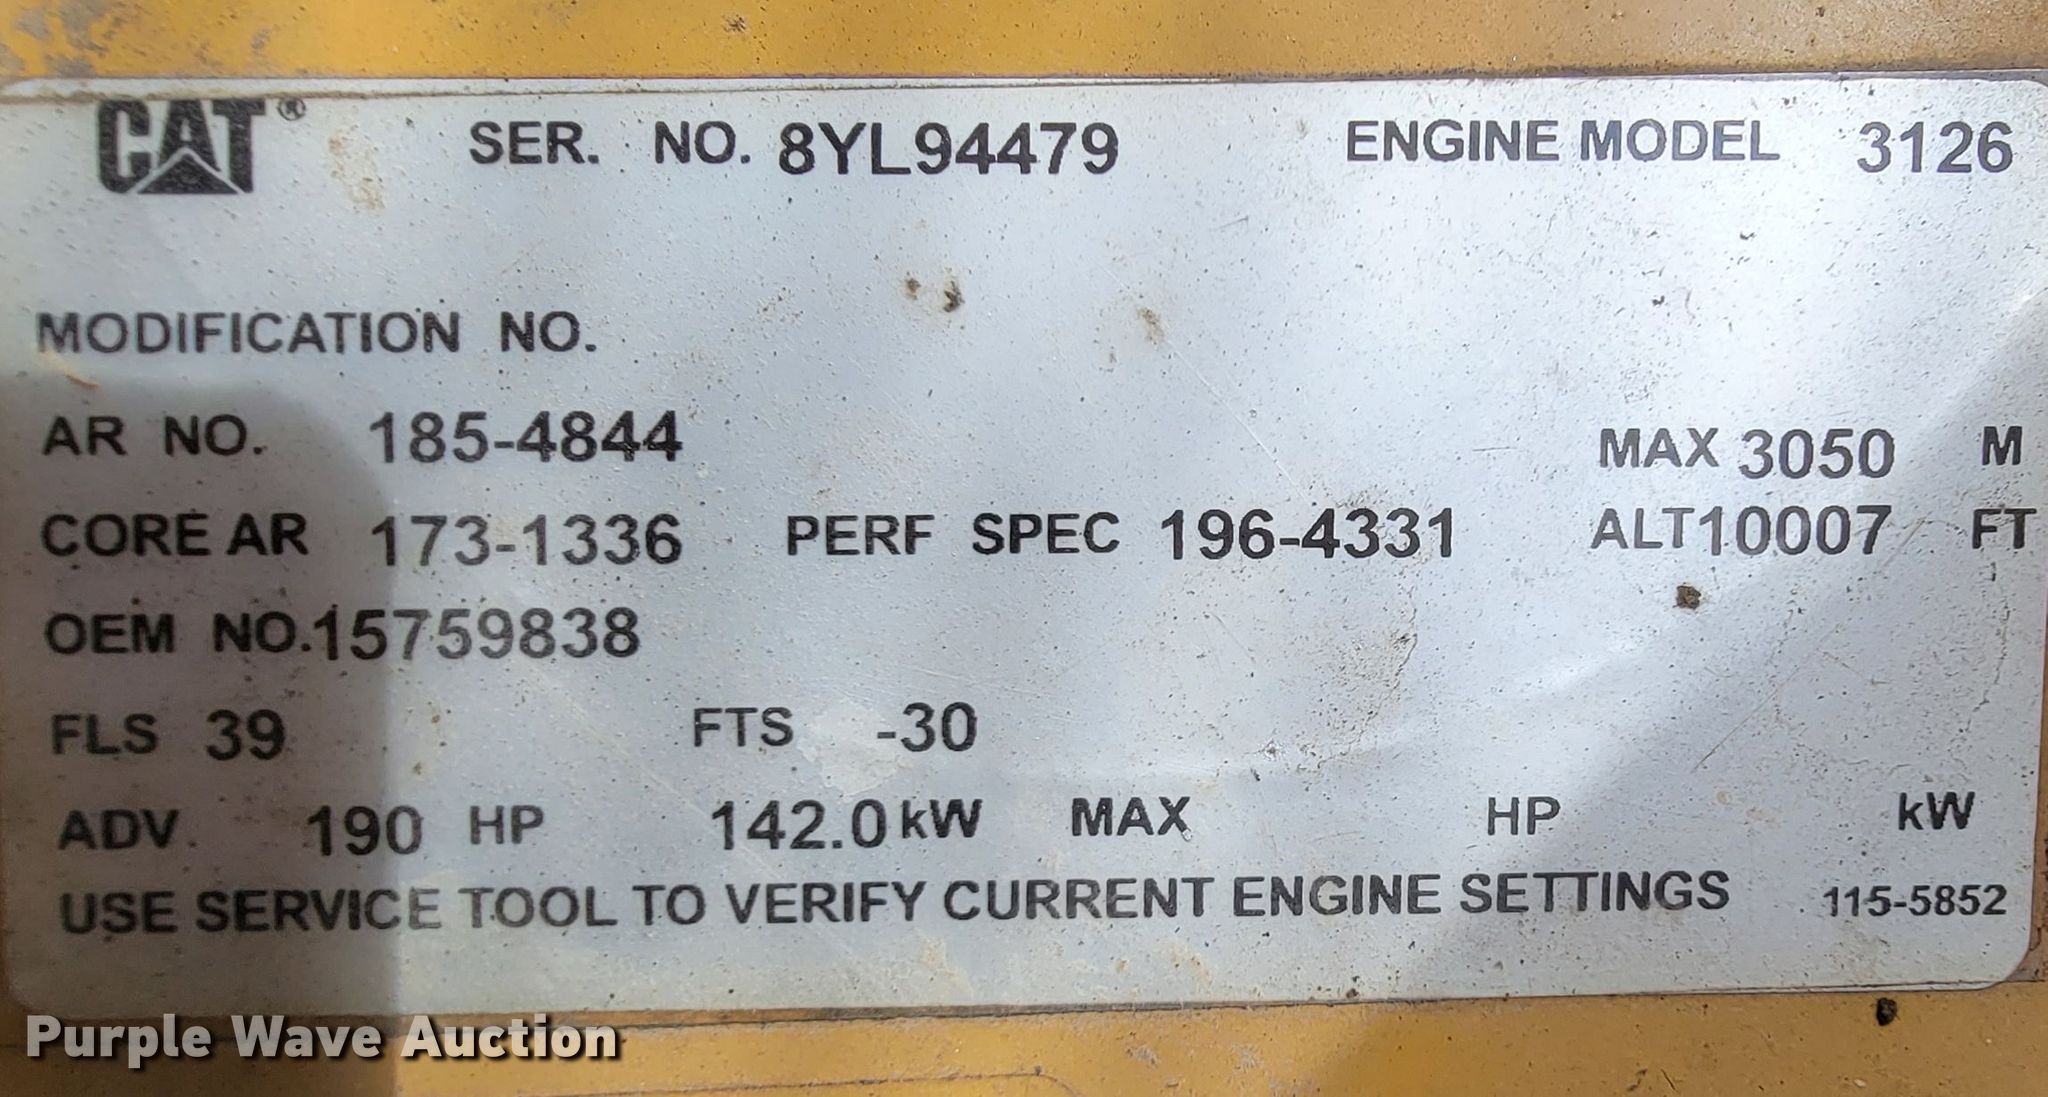 CAT® SER. NO. 8YL94479 ENGINE MODEL 3126
MODIFICATION NO.
AR NO. 185-4844 MAX 3050 M
CORE AR 173-1336 PERF SPEC 196-4331 ALT 10007 FT
OEM NO. 15759838
FLS 39 FTS -30
ADV. 190 HP 142.0 kW MAX HP kW
USE SERVICE TOOL TO VERIFY CURRENT ENGINE SETTINGS 115-5852
Purple Wave Auction